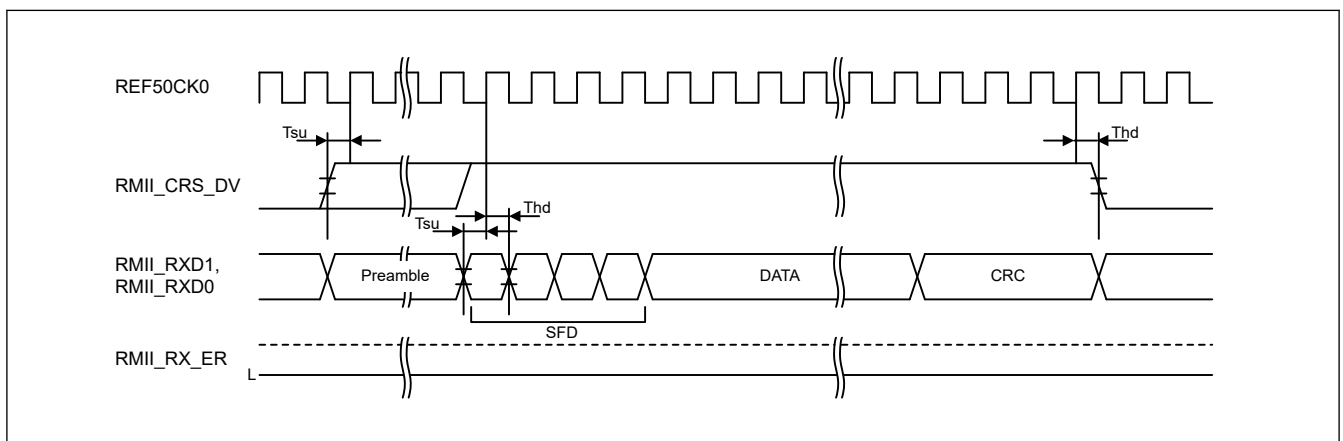 REF50CK0
Tsu
Thd
RMII_CRS_DV
Tsu
Thd
RMII_RXD1,
RMII_RXD0
Preamble
DATA
CRC
SFD
RMII_RX_ER
L